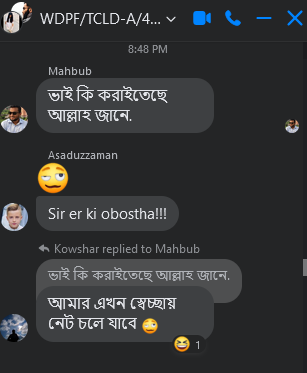 WDPF/TCLD-A/4...
8:48 PM
Mahbub
ভাই কি করাইতেছে
আল্লাহ জানে.
Asaduzzaman
Sir er ki obostha!!!
Kowshar replied to Mahbub
ভাই কি করাইতেছে আল্লাহ জানে.
আমার এখন স্বেচ্ছায়
নেট চলে যাবে 🙄
😆 1